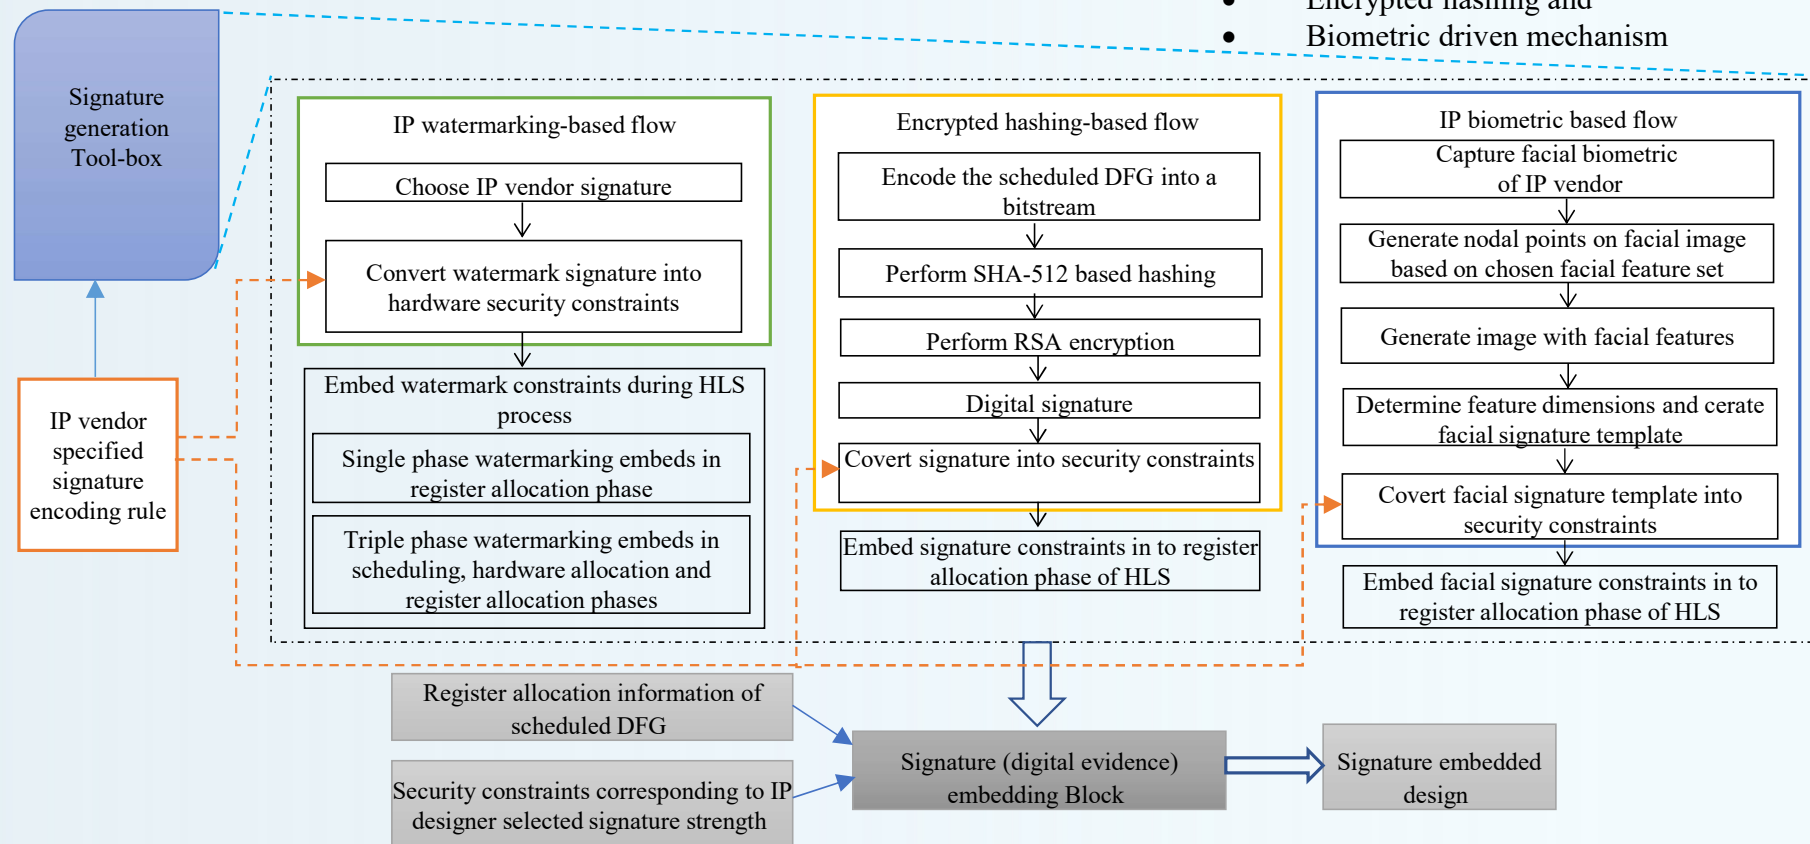 Encrypted hashing and
• Biometric driven mechanism
Signature
generation
Tool-box
IP vendor
specified
signature
encoding rule
IP watermarking-based flow
Choose IP vendor signature
Convert watermark signature into
hardware security constraints
Embed watermark constraints during HLS
process
Single phase watermarking embeds in
register allocation phase
Triple phase watermarking embeds in
scheduling, hardware allocation and
register allocation phases
Encrypted hashing-based flow
Encode the scheduled DFG into a
bitstream
Perform SHA-512 based hashing
Perform RSA encryption
Digital signature
Covert signature into security constraints
Embed signature constraints in to register
allocation phase of HLS
IP biometric based flow
Capture facial biometric
of IP vendor
Generate nodal points on facial image
based on chosen facial feature set
Generate image with facial features
Determine feature dimensions and cerate
facial signature template
Covert facial signature template into
security constraints
Embed facial signature constraints in to
register allocation phase of HLS
Register allocation information of
scheduled DFG
Security constraints corresponding to IP
designer selected signature strength
Signature (digital evidence)
embedding Block
Signature embedded
design